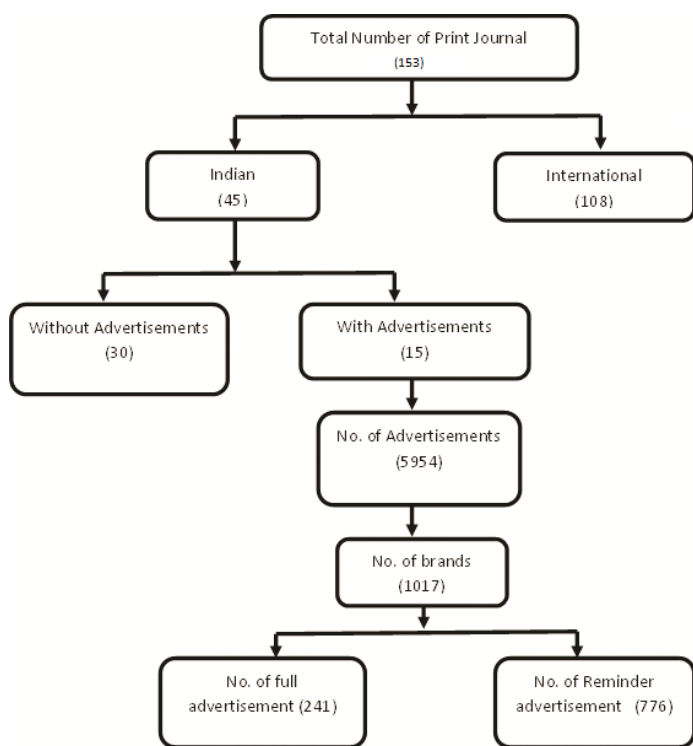 Total Number of Print Journal
(153)
Indian
(45)
International
(108)
Without Advertisements
(30)
With Advertisements
(15)
No. of Advertisements
(5954)
No. of brands
(1017)
No. of full
advertisement (241)
No. of Reminder
advertisement (776)